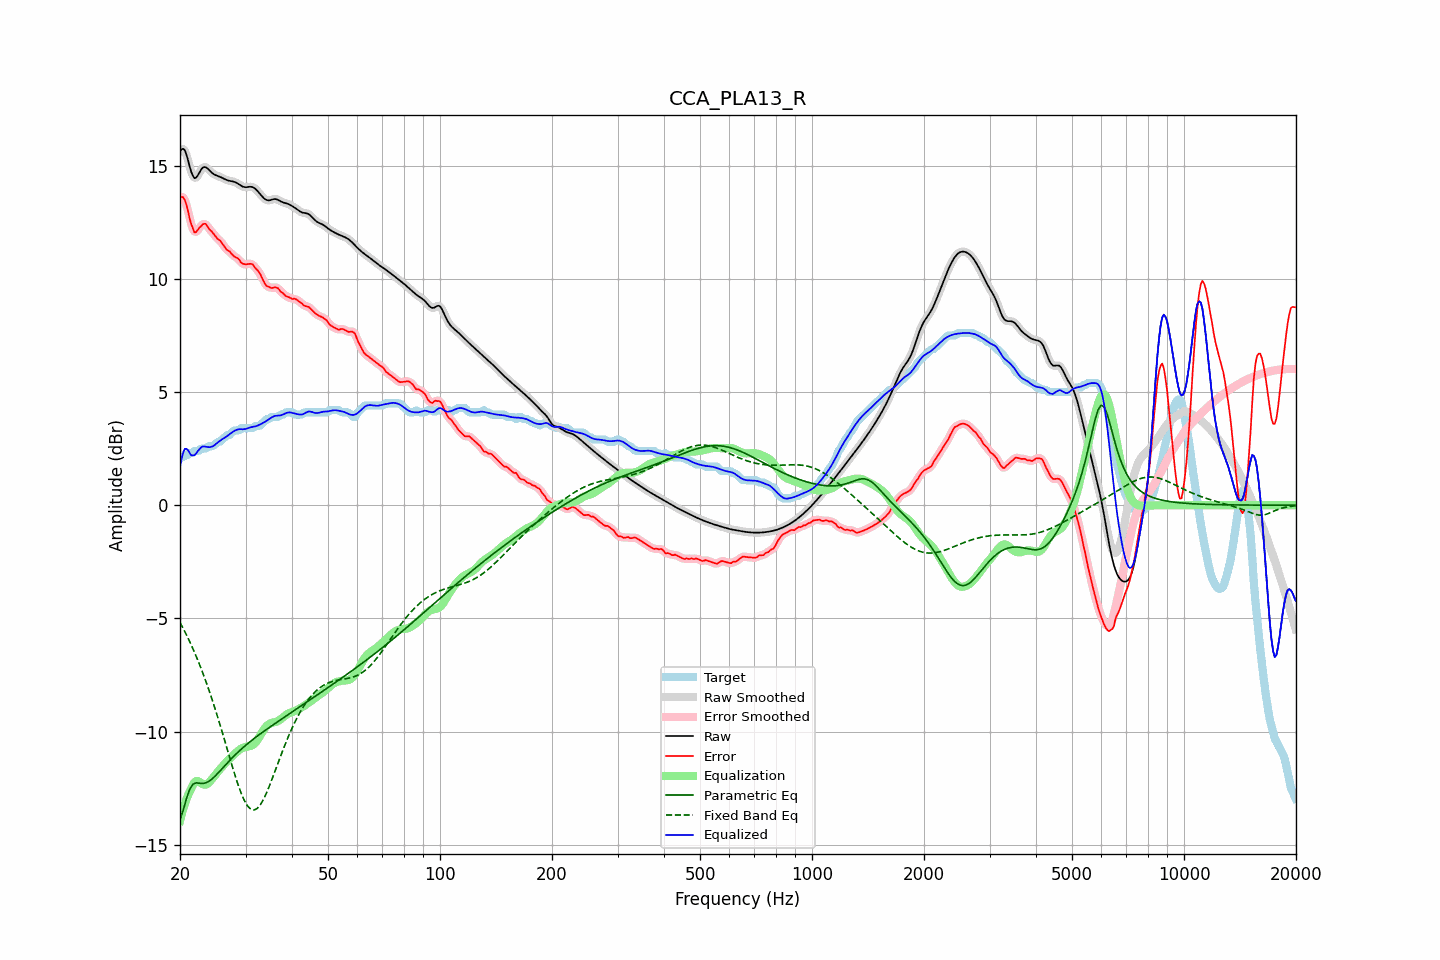 CCA_PLA13_R
Amplitude (dBr)
15
10
5
0
−5
−10
−15
Target
Raw Smoothed
Error Smoothed
Raw
Error
Equalization
Parametric Eq
Fixed Band Eq
Equalized
20 50 100 200 500 1000 2000 5000 10000 20000
Frequency (Hz)